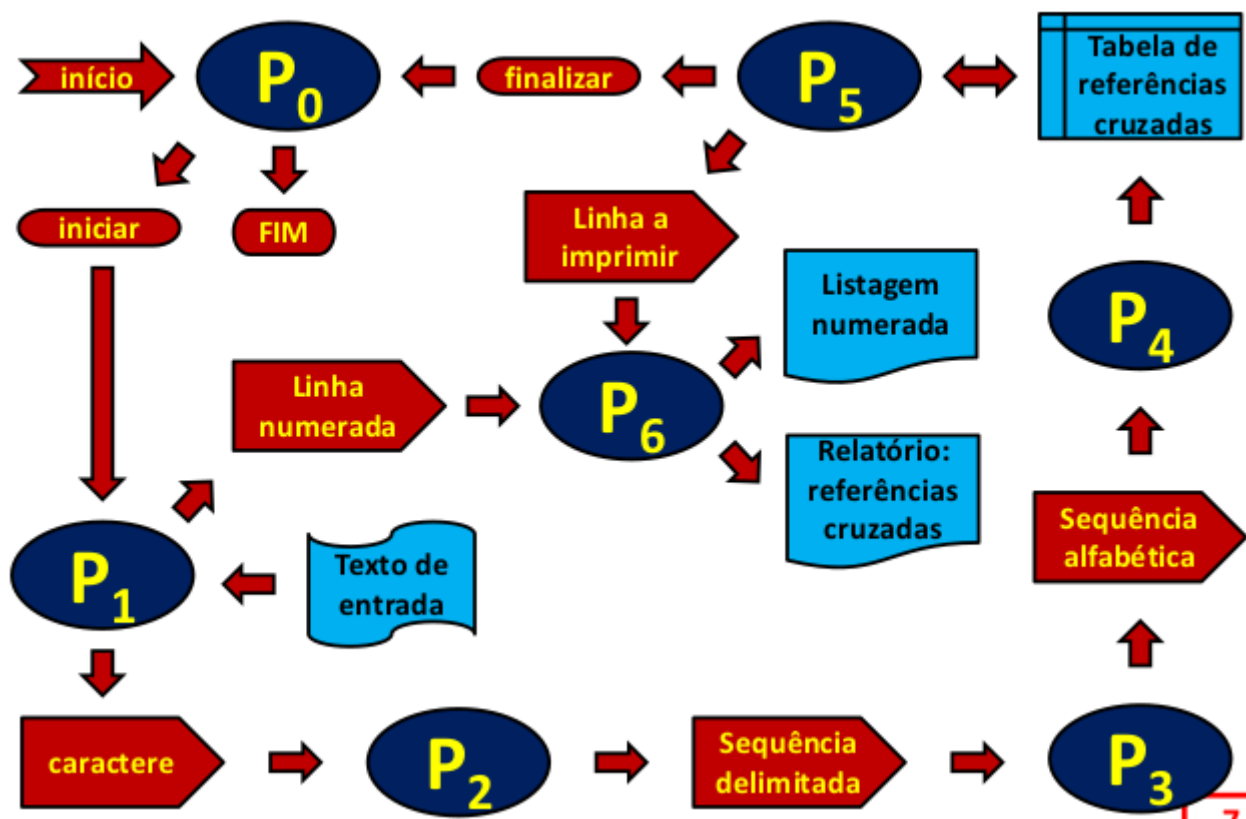 início
P0
finalizar
P5
Tabela de
referências
cruzadas
iniciar
FIM
Linha a
imprimir
Listagem
numerada
P4
Linha
numerada
P6
Relatório:
referências
cruzadas
Sequência
alfabética
P1
Texto de
entrada
caractere
P2
Sequência
delimitada
P3